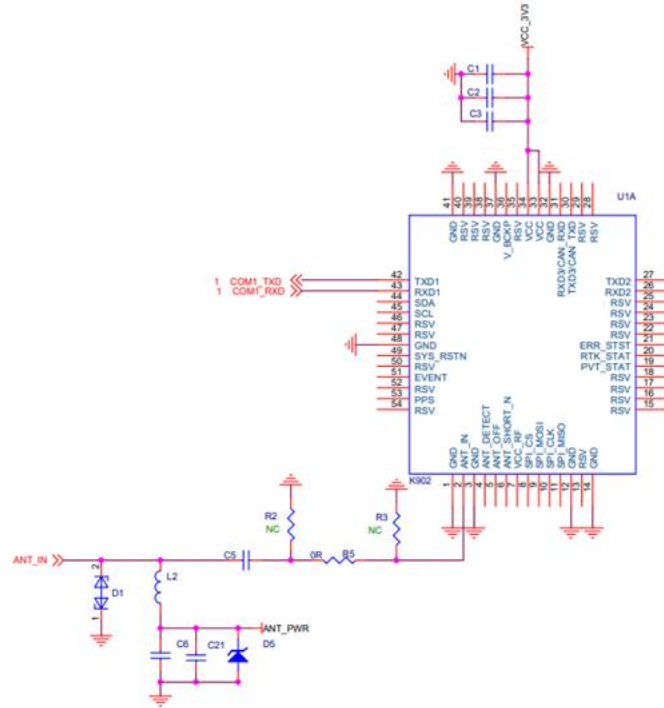 VCC_3V3
C1
C2
C3
U1A
41 40 39 38 37 36 35 34 33 32 31 30 29 28
GND RSV RSV RSV RSV GND V_BCKP RSV VCC VCC GND RXD3/CAN_RXD TXD3/CAN_TXD RSV RSV
1 COM1_TXD 42 TXD1
1 COM1_RXD 43 RXD1
44 SDA
45 SCL
46 RSV
47 RSV
48 GND
49 SYS_RSTN
50 RSV
51 EVENT
52 RSV
53 PPS
54 RSV
TXD2 27
RXD2 26
RSV 25
RSV 24
RSV 23
RSV 22
ERR_STST 21
RTK_STAT 20
PVT_STAT 19
RSV 18
RSV 17
RSV 16
RSV 15
GND ANT_IN GND ANT_DETECT ANT_OFF ANT_SHORT_N VCC_RF SPI_CS SPI_MOSI SPI_CLK SPI_MISO GND RSV GND
K902
1 2 3 4 5 6 7 8 9 10 11 12 13 14
R2
NC
R3
NC
ANT_IN
C5
0R
R5
2
D1
1
L2
ANT_PWR
C6
C21
D5